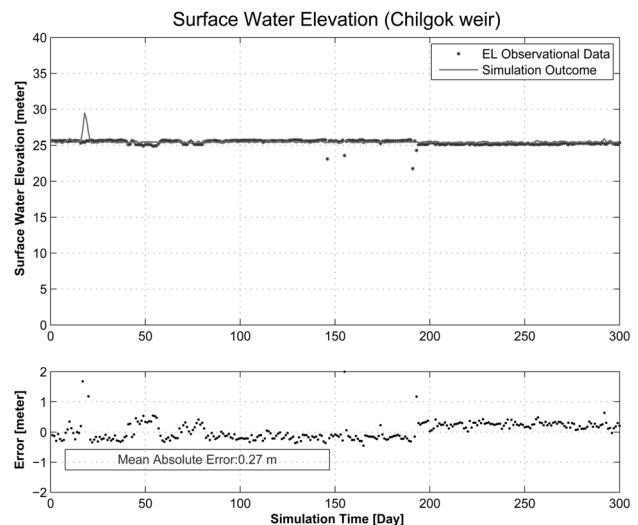 Surface Water Elevation (Chilgok weir)
Surface Water Elevation [meter]
40
35
30
25
20
15
10
5
0
EL Observational Data
Simulation Outcome
0 50 100 150 200 250 300
Error [meter]
2
1
0
−1
−2
Mean Absolute Error:0.27 m
0 50 100 150 200 250 300
Simulation Time [Day]